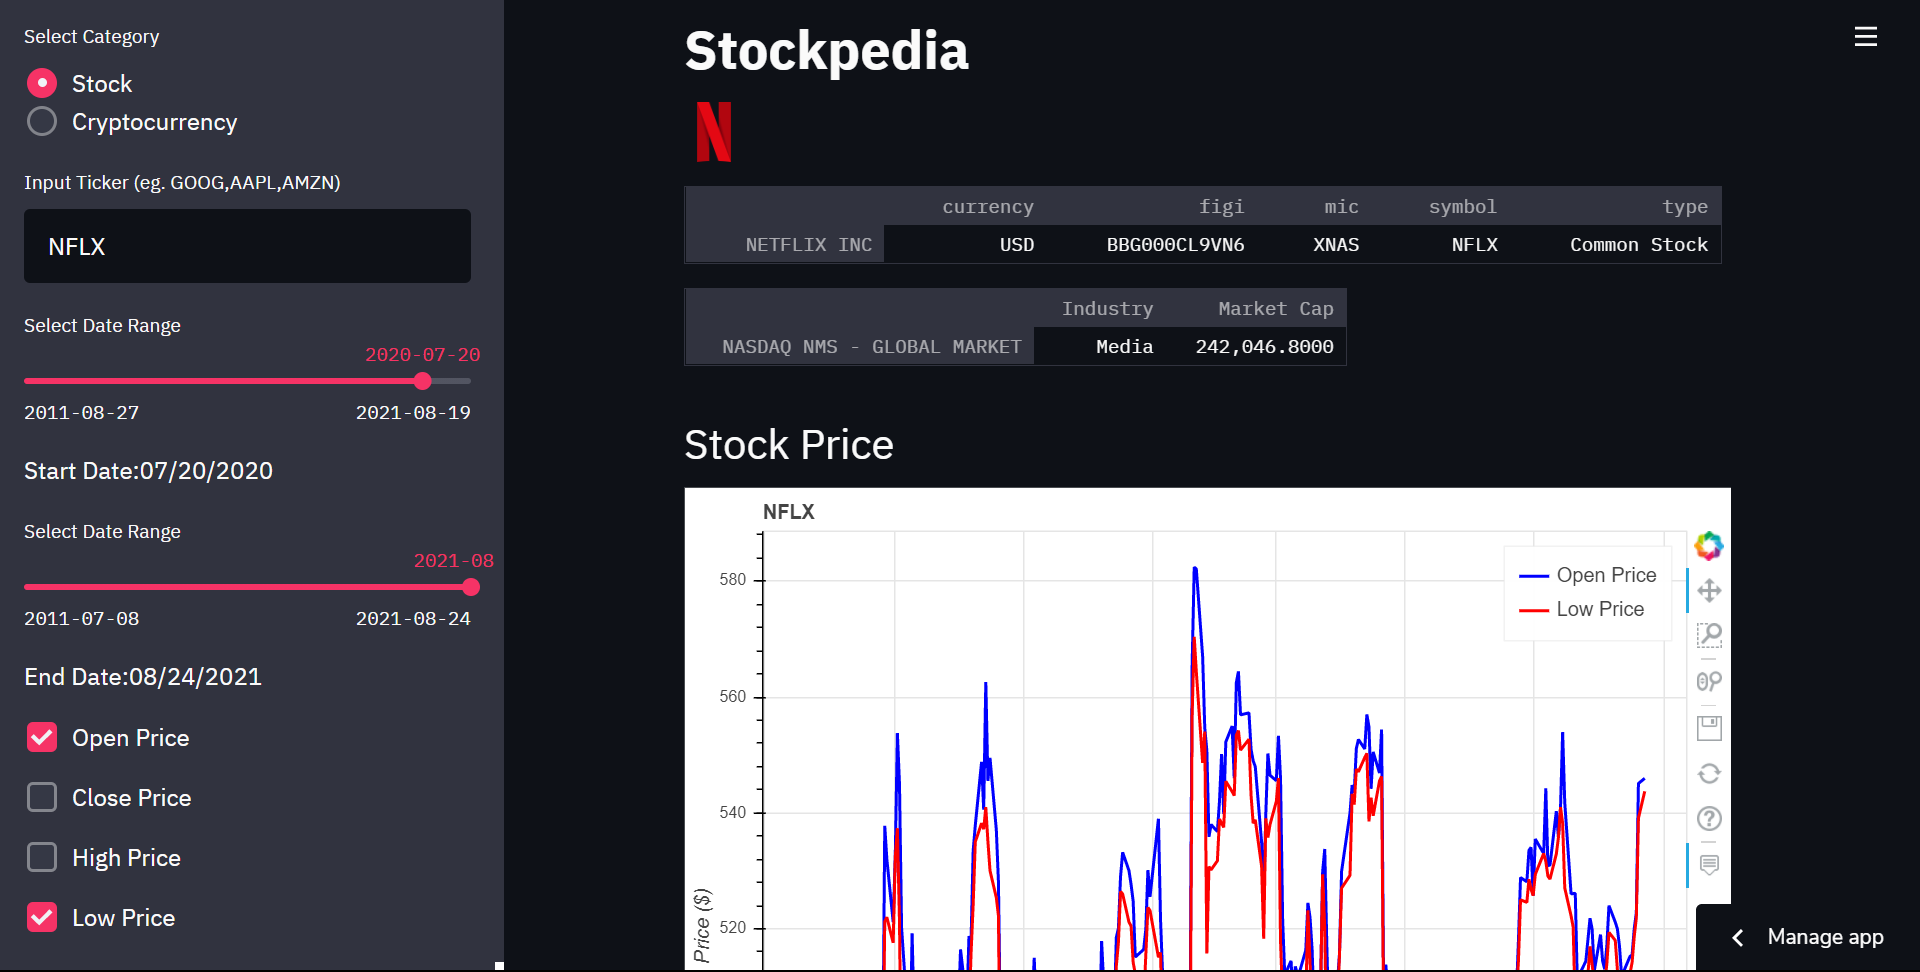 Select Category
Stock
Cryptocurrency
Input Ticker (eg. GOOG,AAPL,AMZN)
NFLX
Select Date Range
2020-07-20
2011-08-27 2021-08-19
Start Date:07/20/2020
Select Date Range
2021-08
2011-07-08 2021-08-24
End Date:08/24/2021
Open Price
Close Price
High Price
Low Price
Stockpedia
N
currency figi mic symbol type
NETFLIX INC USD BBG000CL9VN6 XNAS NFLX Common Stock
Industry Market Cap
NASDAQ NMS - GLOBAL MARKET Media 242,046.8000
Stock Price
NFLX
Open Price
Low Price
580
560
540
520
Price ($)
Manage app